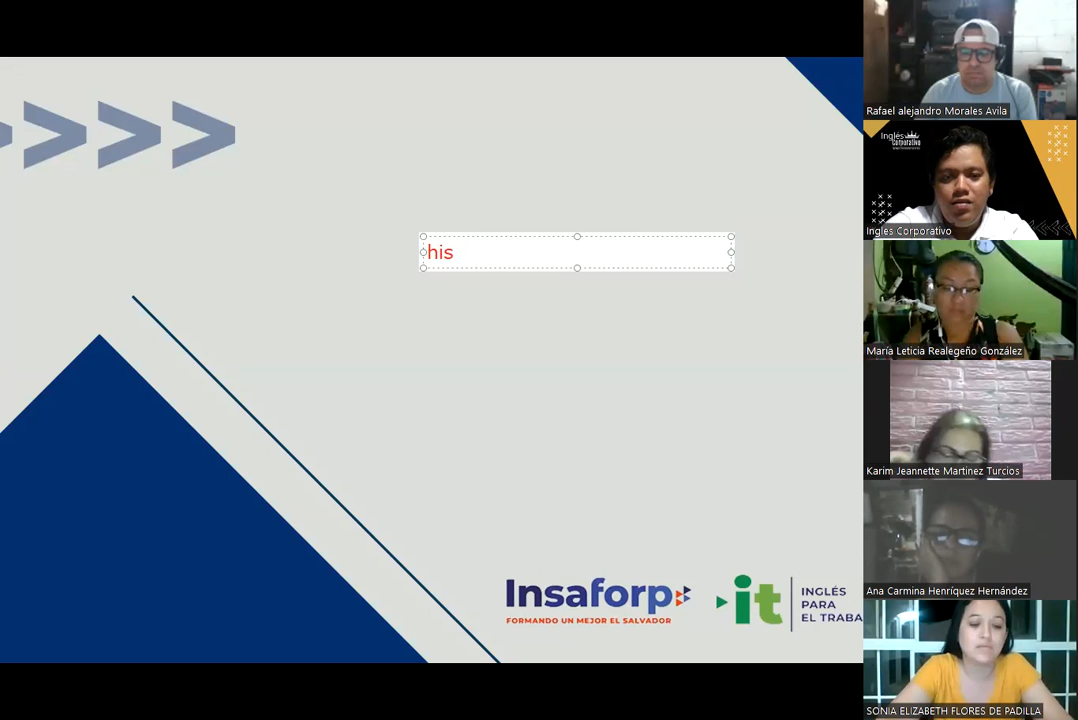 his
Insaforp
FORMANDO UN MEJOR EL SALVADOR
it
INGLÉS
PARA
EL TRABA
Rafael alejandro Morales Avila
Inglés
Corporativo
Ingles Corporativo
María Leticia Realegeño González
Karim Jeannette Martinez Turcios
Ana Carmina Henríquez Hernández
SONIA ELIZABETH FLORES DE PADILLA